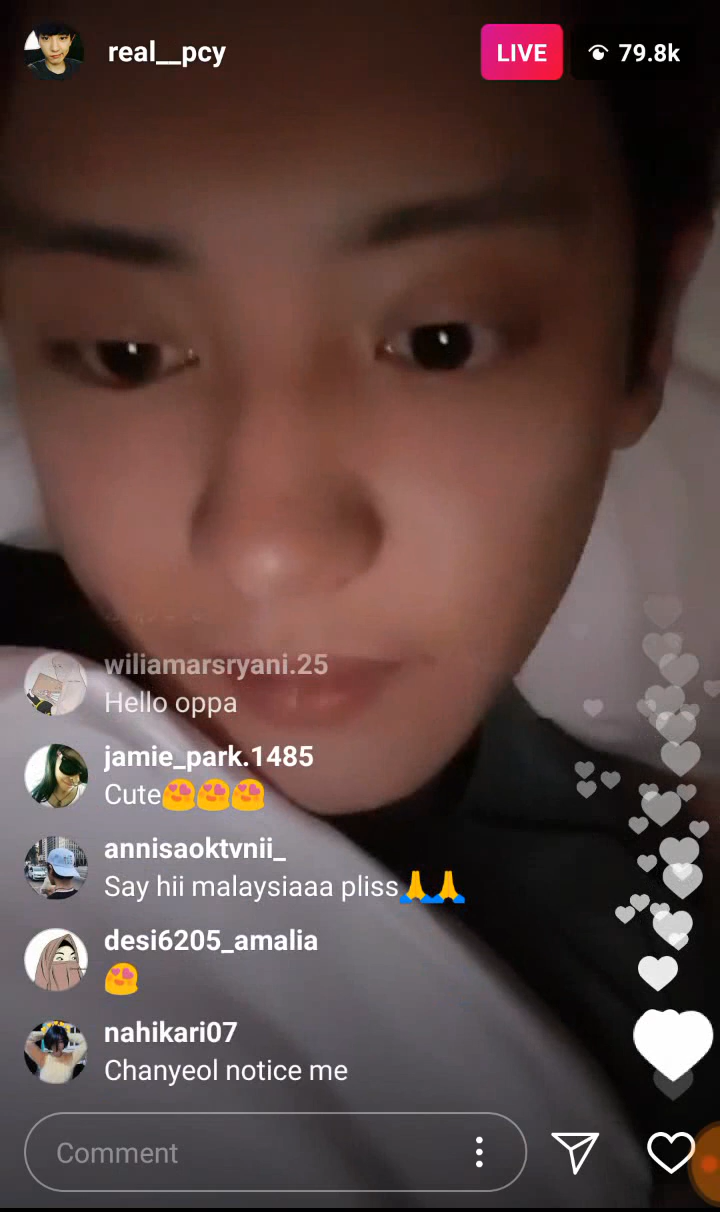 real__pcy
LIVE
79.8k
wiliamarsryani.25
Hello oppa
jamie_park.1485
Cute😍😍😍
annisaoktvnii_
Say hii malaysiaaa pliss🙏🙏
desi6205_amalia
😍
nahikari07
Chanyeol notice me
Comment